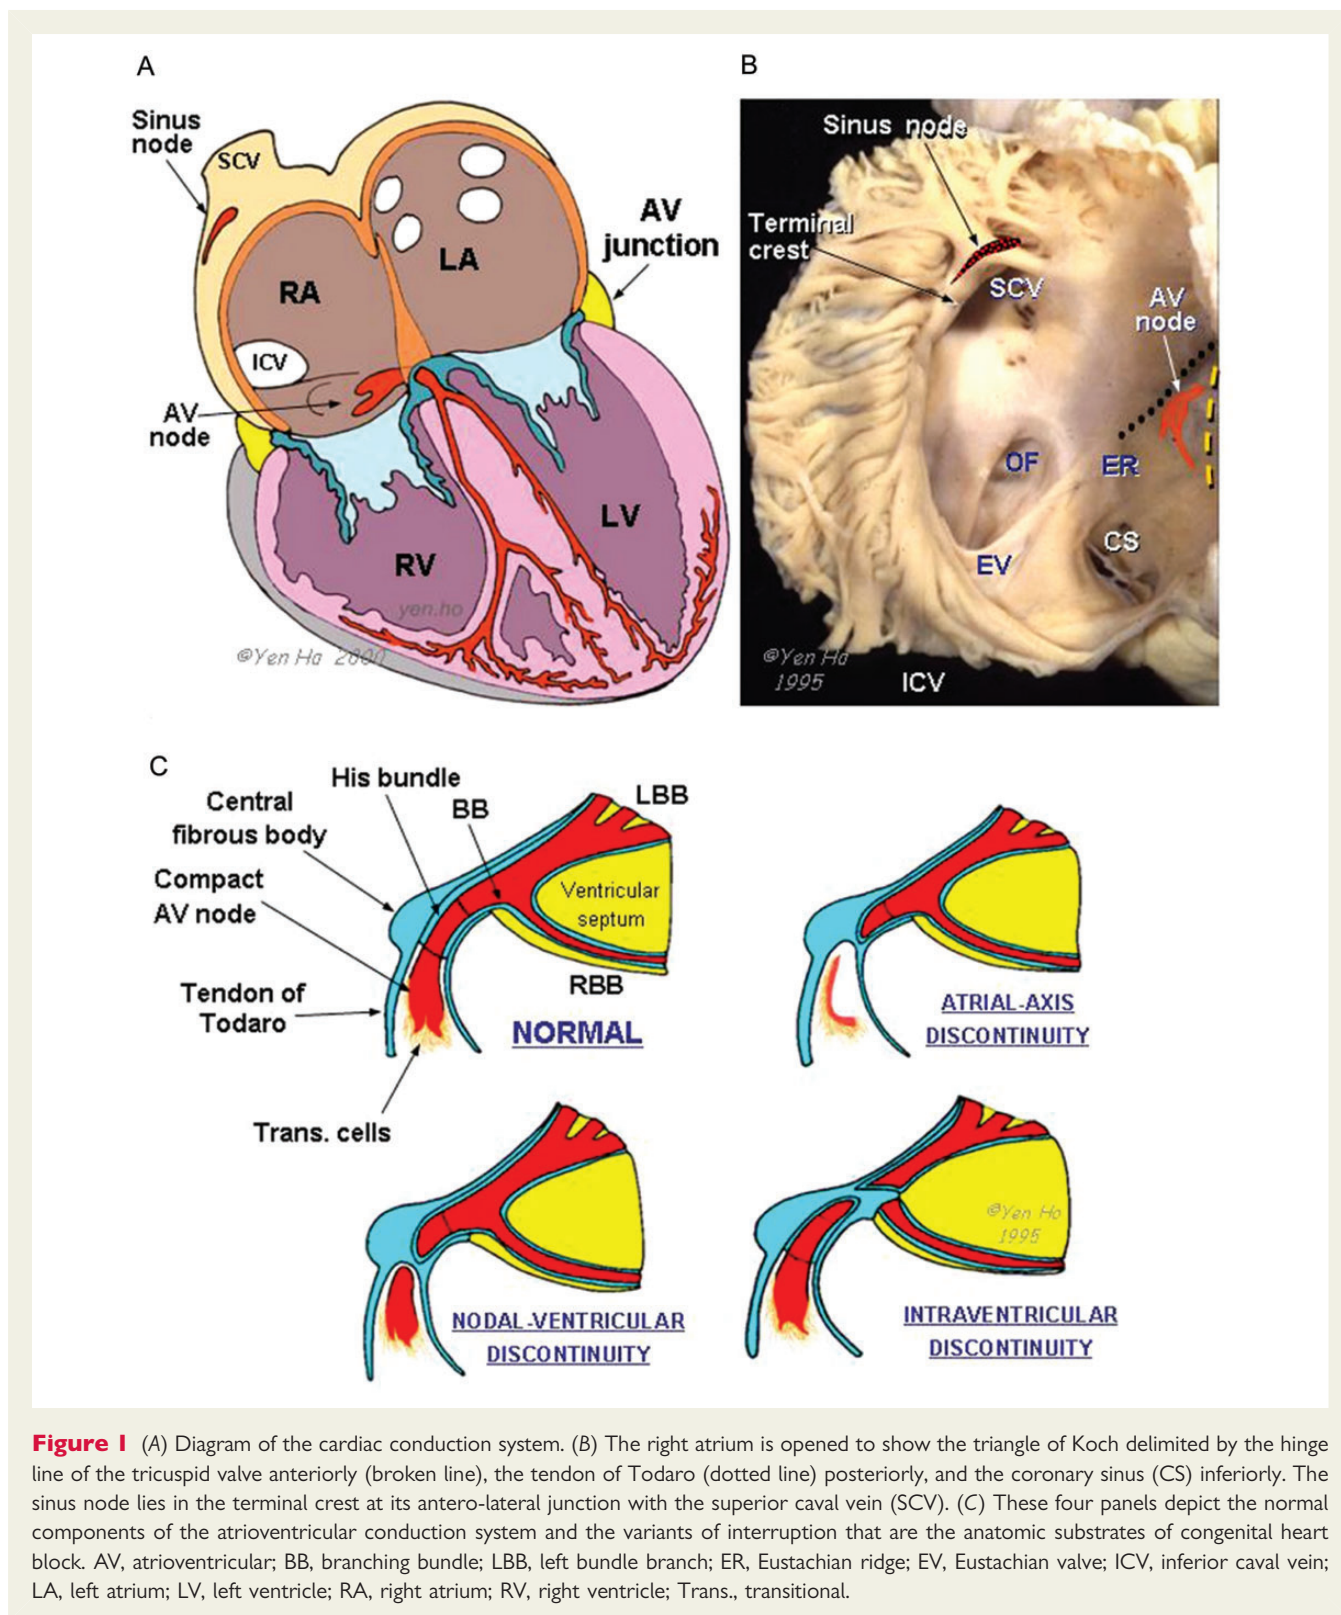 A
Sinus
node
SCV
AV
junction
LA
RA
ICV
AV
node
LV
RV
yen.ho
©Yen Ho 2000
B
Sinus node
Terminal
crest
SCV
AV
node
OF
ER
CS
EV
©Yen Ho
1995
ICV
C
His bundle
Central
fibrous body
BB
LBB
Compact
AV node
Ventricular
septum
Tendon of
Todaro
RBB
NORMAL
Trans. cells
ATRIAL-AXIS
DISCONTINUITY
NODAL-VENTRICULAR
DISCONTINUITY
©Yen Ho
1995
INTRAVENTRICULAR
DISCONTINUITY
Figure 1 (A) Diagram of the cardiac conduction system. (B) The right atrium is opened to show the triangle of Koch delimited by the hinge
line of the tricuspid valve anteriorly (broken line), the tendon of Todaro (dotted line) posteriorly, and the coronary sinus (CS) inferiorly. The
sinus node lies in the terminal crest at its antero-lateral junction with the superior caval vein (SCV). (C) These four panels depict the normal
components of the atrioventricular conduction system and the variants of interruption that are the anatomic substrates of congenital heart
block. AV, atrioventricular; BB, branching bundle; LBB, left bundle branch; ER, Eustachian ridge; EV, Eustachian valve; ICV, inferior caval vein;
LA, left atrium; LV, left ventricle; RA, right atrium; RV, right ventricle; Trans., transitional.